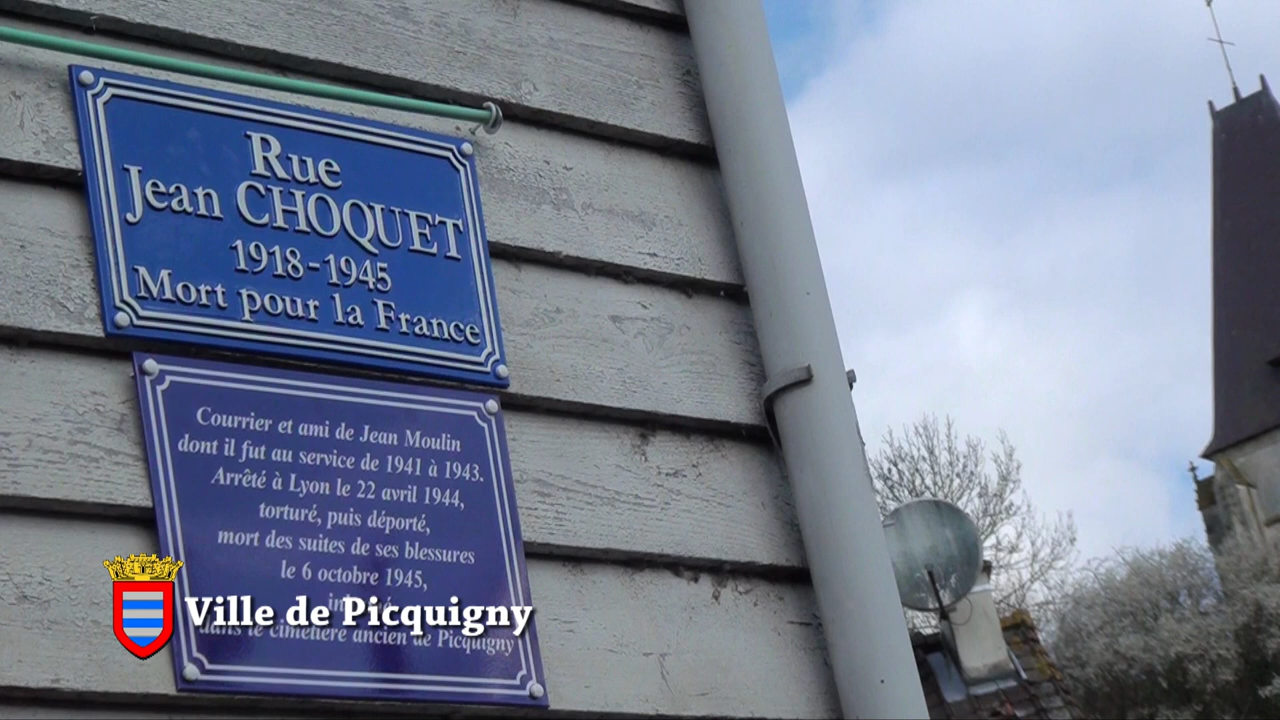 Rue
Jean CHOQUET
1918-1945
Mort pour la France
Courrier et ami de Jean Moulin
dont il fut au service de 1941 à 1943.
Arrêté à Lyon le 22 avril 1944,
torturé, puis déporté,
mort des suites de ses blessures
le 6 octobre 1945,
dans le cimetière ancien de Picquigny
Ville de Picquigny